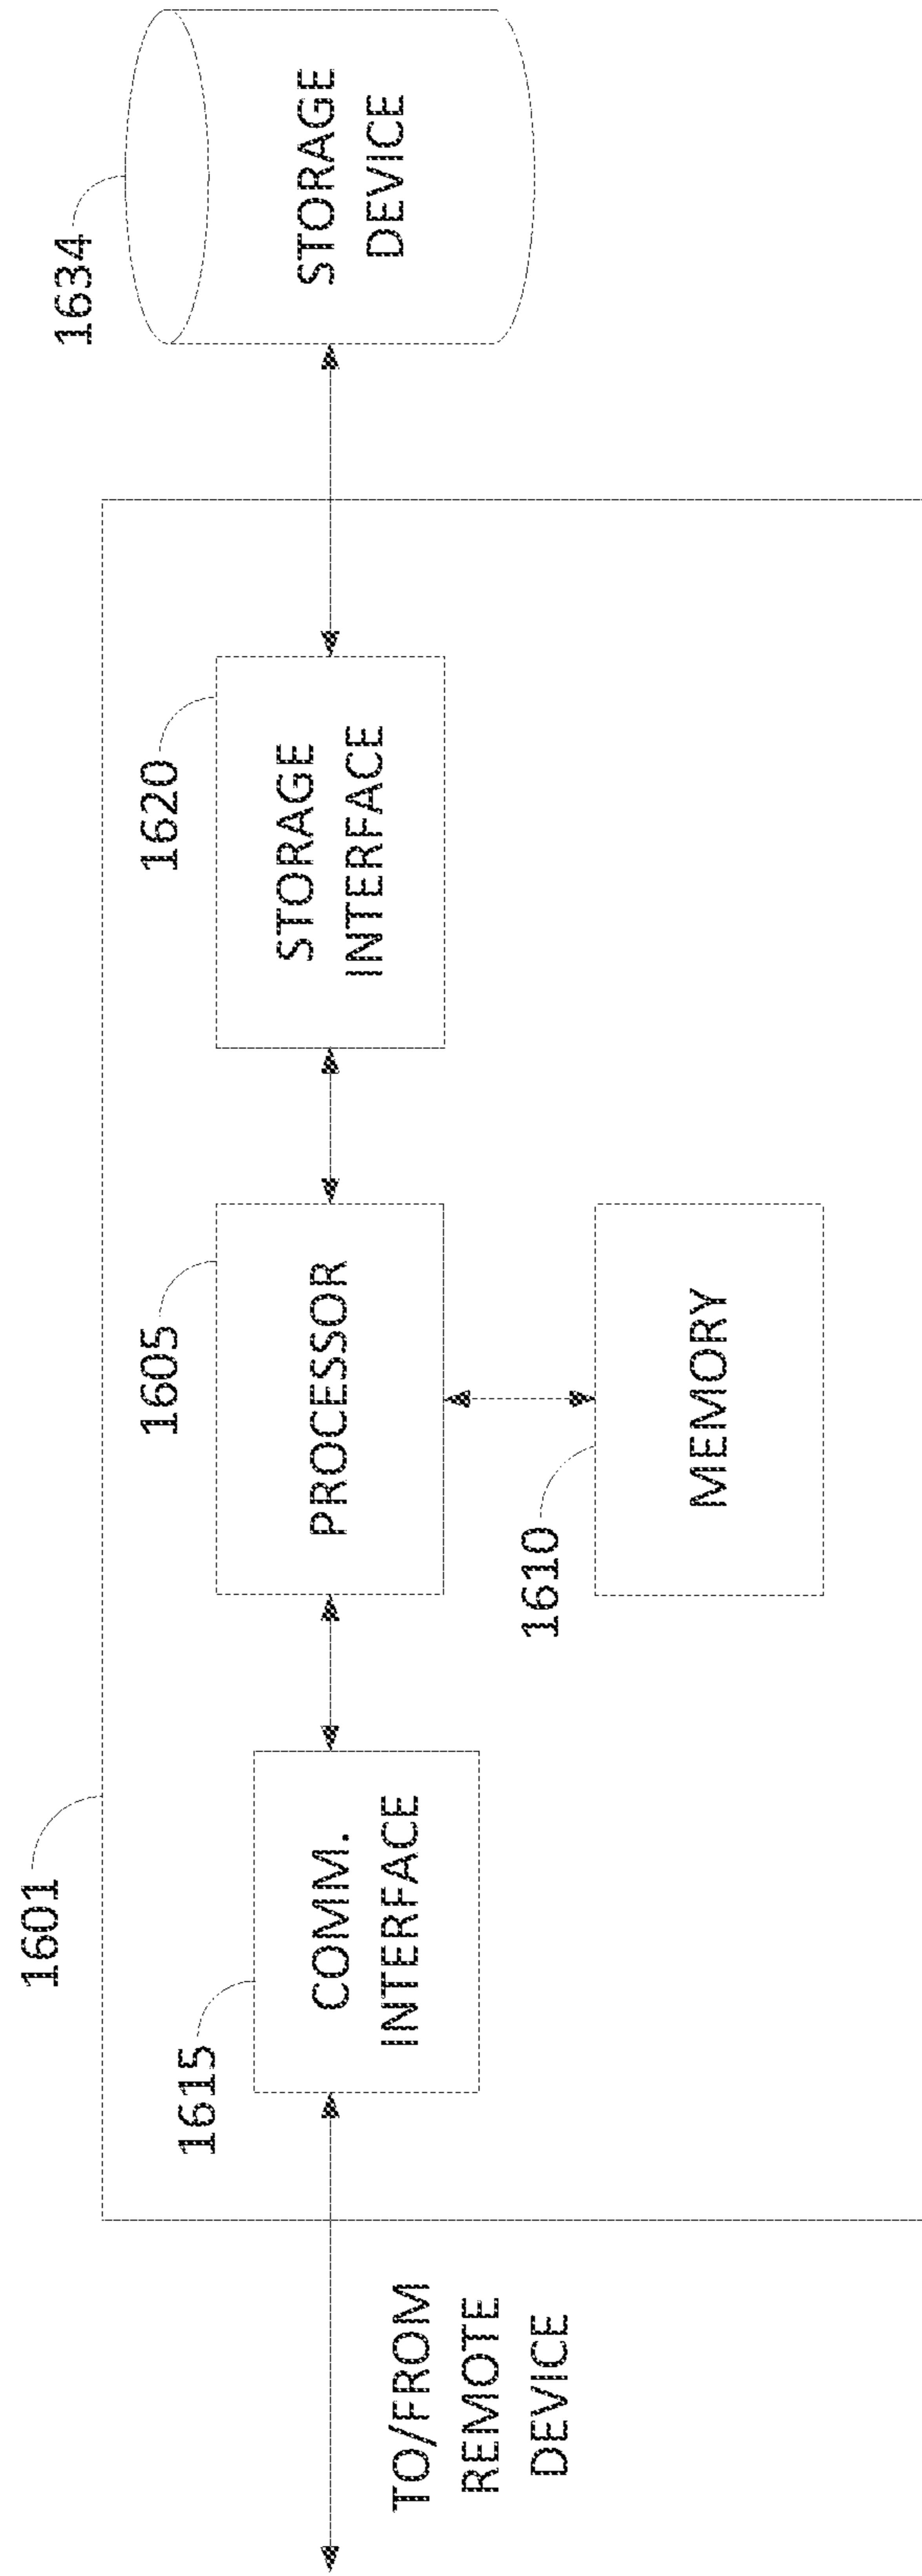 1601
1615
COMM.
INTERFACE
TO/FROM
REMOTE
DEVICE
1605
PROCESSOR
1610
MEMORY
1620
STORAGE
INTERFACE
1634
STORAGE
DEVICE